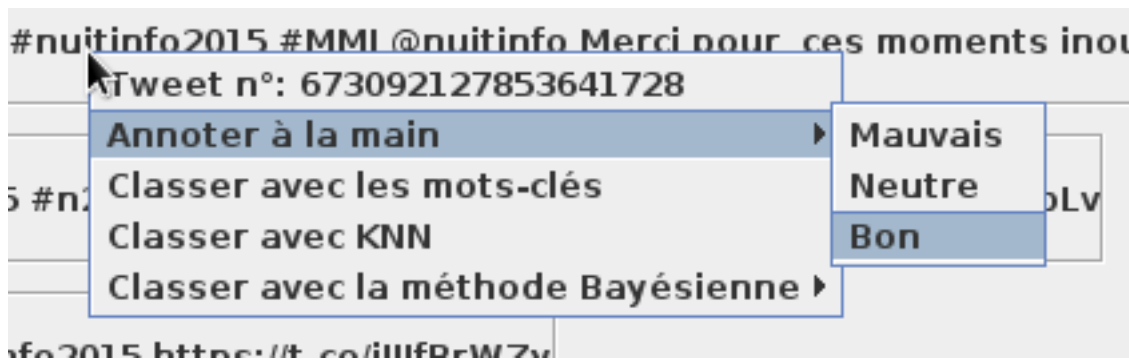 #nuitinfo2015 #MMI @nuitinfo Merci pour ces moments
Tweet n°: 673092127853641728
Annoter à la main
Mauvais
Classer avec les mots-clés
Neutre
Classer avec KNN
Bon
Classer avec la méthode Bayésienne